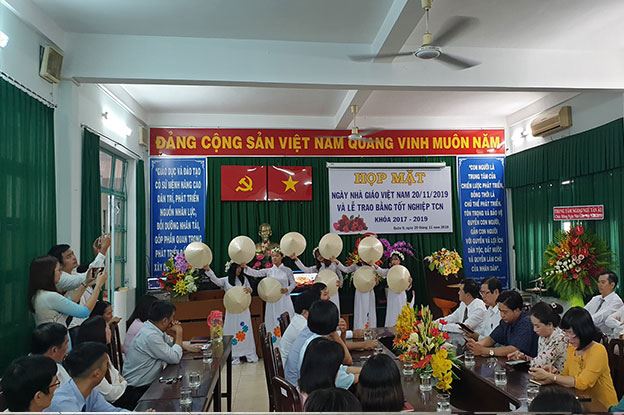 ĐẢNG CỘNG SẢN VIỆT NAM QUANG VINH MUÔN NĂM
"GIÁO DỤC VÀ ĐÀO TẠO
CÓ SỨ MỆNH NÂNG CAO
DÂN TRÍ, PHÁT TRIỂN
NGUỒN NHÂN LỰC,
BỒI DƯỠNG NHÂN TÀI,
GÓP PHẦN QUAN TRỌNG
HỌP MẶT
NGÀY NHÀ GIÁO VIỆT NAM 20/11/2019
VÀ LỄ TRAO BẰNG TỐT NGHIỆP TCN
KHÓA 2017 - 2019
"CON NGƯỜI LÀ
TRUNG TÂM CỦA
CHIẾN LƯỢC PHÁT TRIỂN,
ĐỒNG THỜI LÀ
CHỦ THỂ PHÁT TRIỂN,
TÔN TRỌNG VÀ BẢO
VỆ QUYỀN CON
NGƯỜI, GẮN QUYỀN CON
NGƯỜI VỚI QUYỀN
VÀ LỢI ÍCH CỦA
DÂN TỘC, ĐẤT NƯỚC
VÀ QUYỀN LÀM CHỦ
CỦA NHÂN DÂN"